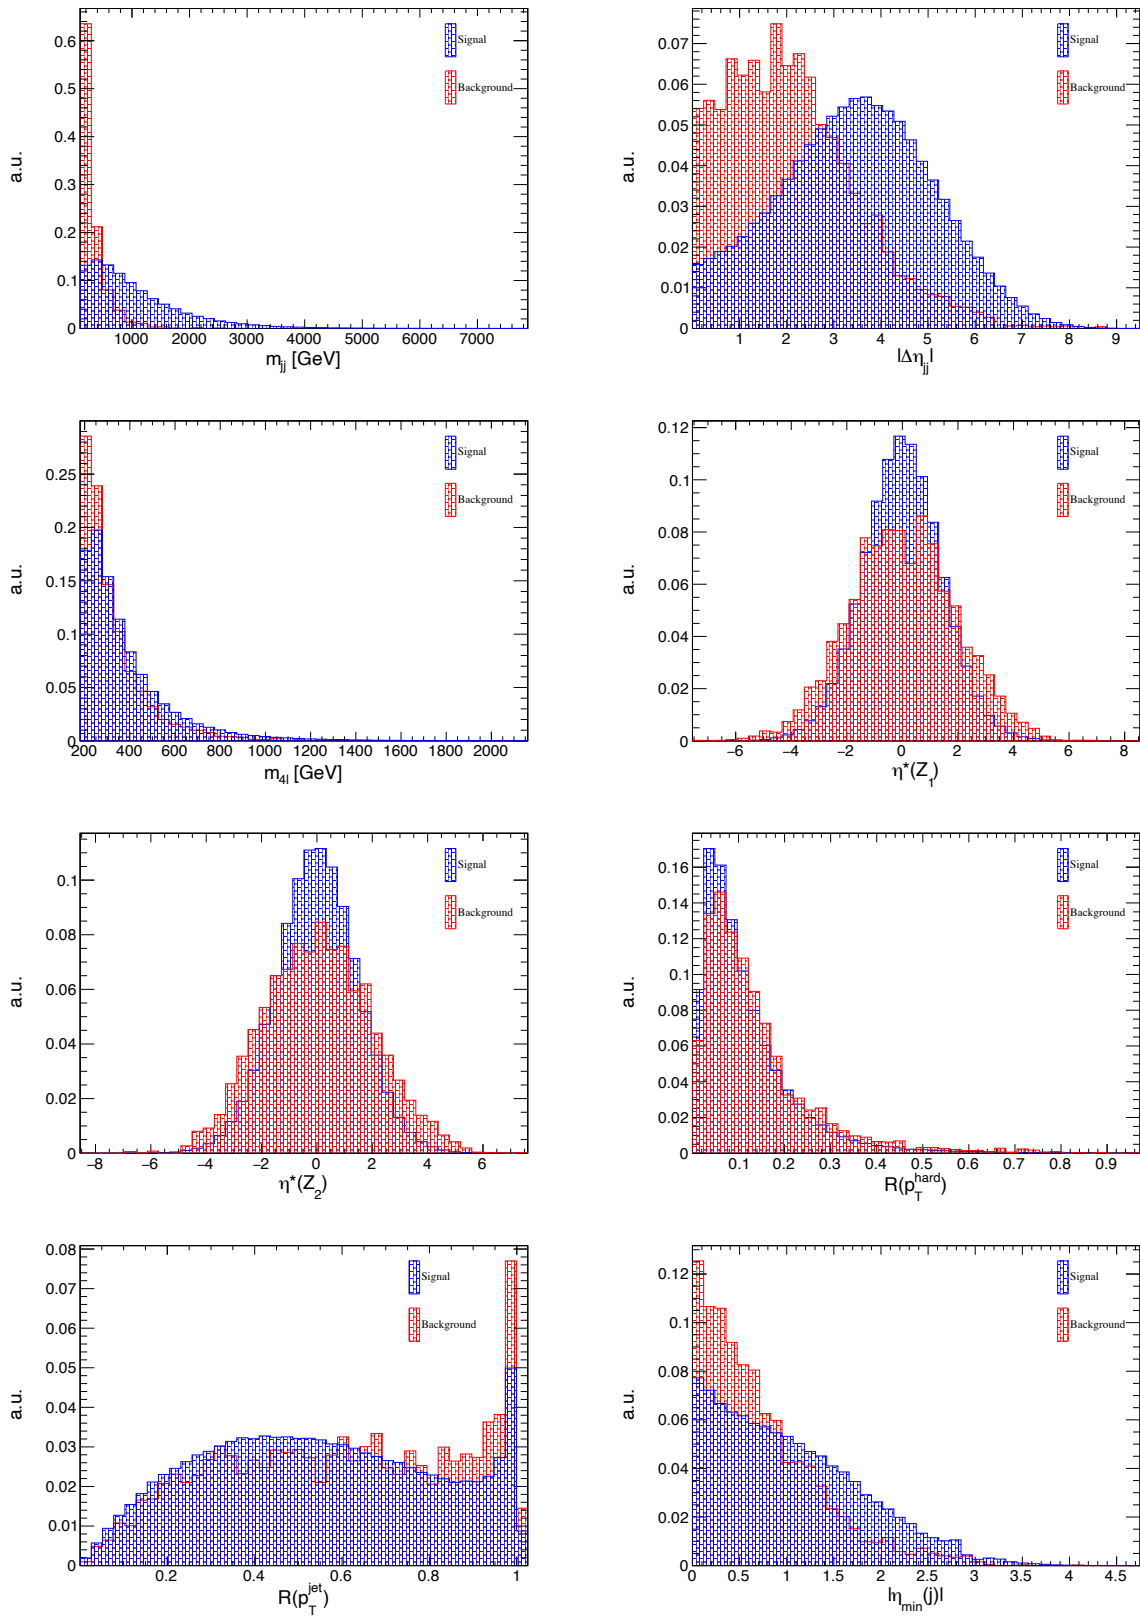 0.6
0.5
0.4
0.3
0.2
0.1
0
a.u.
Signal
Background
1000 2000 3000 4000 5000 6000 7000
m_jj [GeV]
0.07
0.06
0.05
0.04
0.03
0.02
0.01
0
a.u.
Signal
Background
1 2 3 4 5 6 7 8 9
|Δη_jj|
0.25
0.2
0.15
0.1
0.05
0
a.u.
Signal
Background
200 400 600 800 1000 1200 1400 1600 1800 2000
m_4l [GeV]
0.12
0.1
0.08
0.06
0.04
0.02
0
a.u.
Signal
Background
−6 −4 −2 0 2 4 6 8
η*(Z_1)
0.1
0.08
0.06
0.04
0.02
0
a.u.
Signal
Background
−8 −6 −4 −2 0 2 4 6
η*(Z_2)
0.16
0.14
0.12
0.1
0.08
0.06
0.04
0.02
0
a.u.
Signal
Background
0.1 0.2 0.3 0.4 0.5 0.6 0.7 0.8 0.9
R(p_T^hard)
0.08
0.07
0.06
0.05
0.04
0.03
0.02
0.01
0
a.u.
Signal
Background
0.2 0.4 0.6 0.8 1
R(p_T^jet)
0.12
0.1
0.08
0.06
0.04
0.02
0
a.u.
Signal
Background
0 0.5 1 1.5 2 2.5 3 3.5 4 4.5
|η_min(j)|